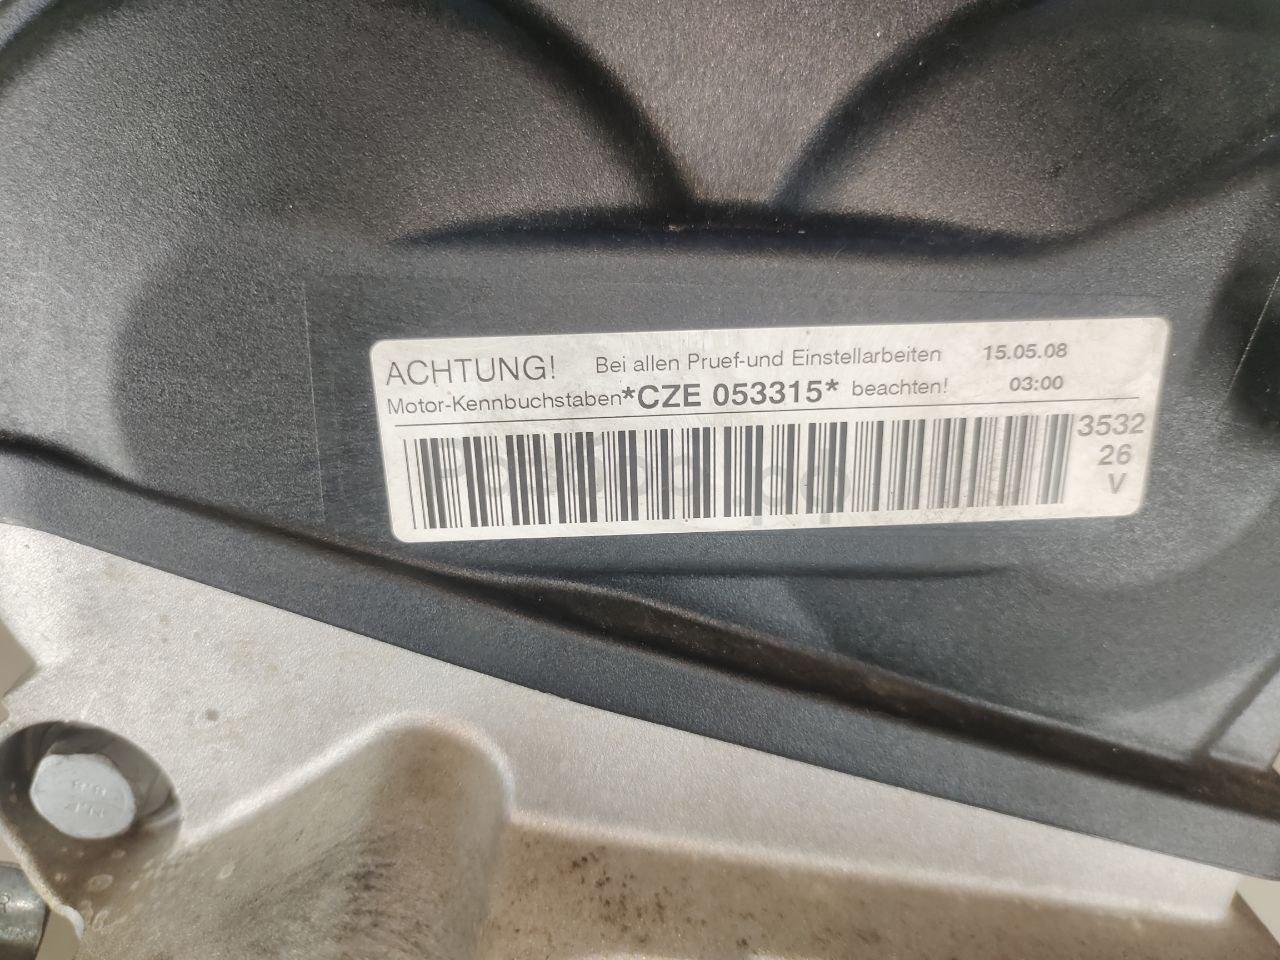 ACHTUNG! Bei allen Pruef-und Einstellarbeiten 15.05.08
Motor-Kennbuchstaben*CZE 053315* beachten! 03:00
3532
26
V